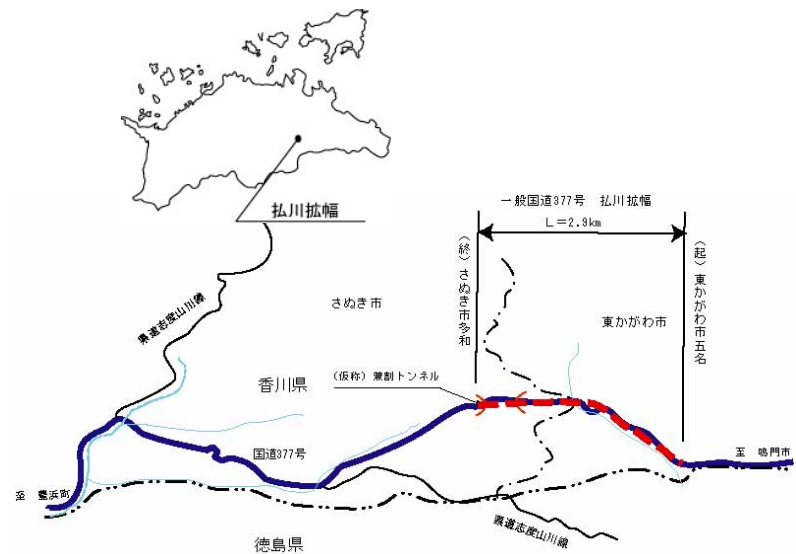 払川拡幅
一般国道377号　払川拡幅
L=2.9km
(終) さぬき市多和
(起) 東かがわ市五名
県道志度山川線
さぬき市
東かがわ市
(仮称) 兼割トンネル
香川県
国道377号
至 鳴門市
至 豊浜町
県道志度山川線
徳島県